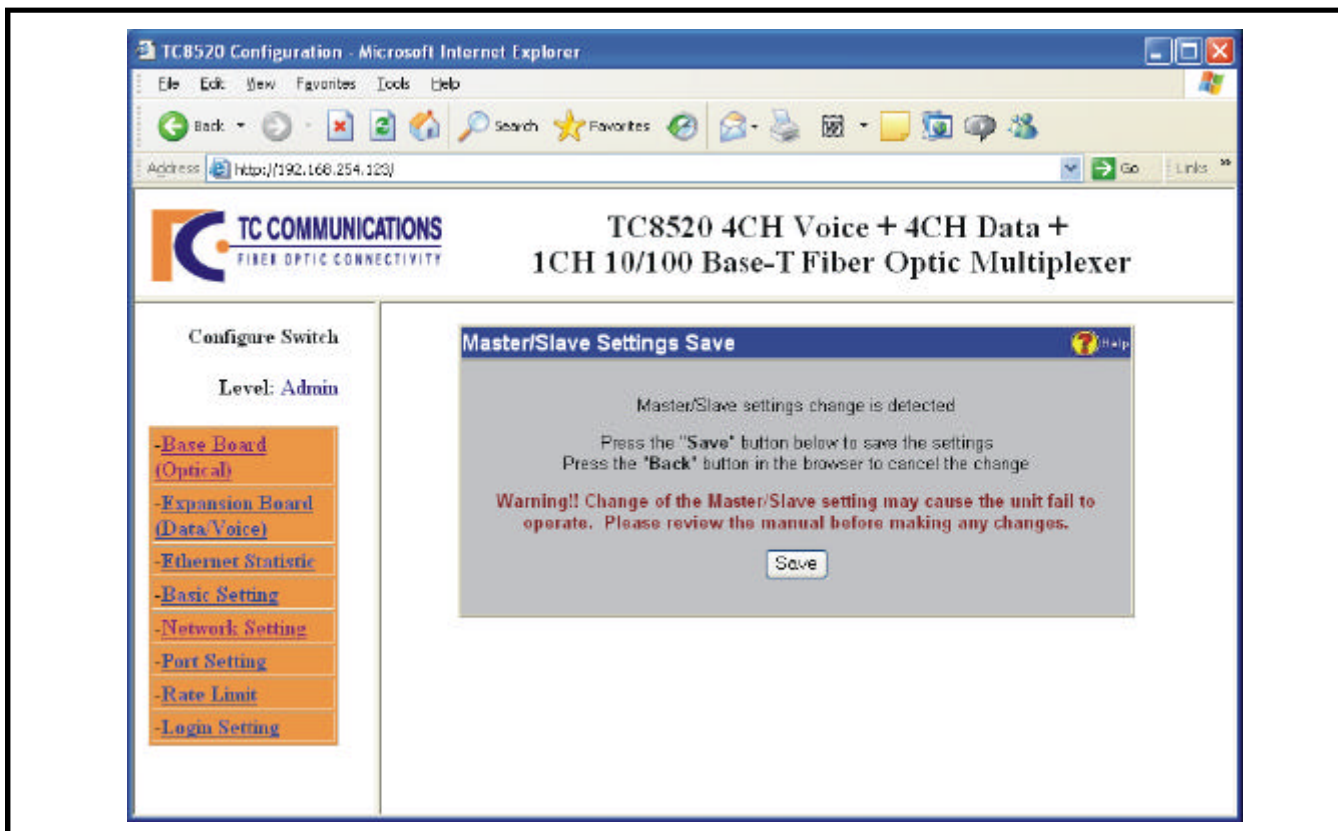 TC8520 Configuration - Microsoft Internet Explorer
File Edit View Favorites Tools Help
Back Search Favorites
Address http://192.168.254.123/ Go Links »
TC COMMUNICATIONS
FIBER OPTIC CONNECTIVITY
TC8520 4CH Voice + 4CH Data +
1CH 10/100 Base-T Fiber Optic Multiplexer
Configure Switch
Level: Admin
-Base Board
(Optical)
-Expansion Board
(Data/Voice)
-Ethernet Statistic
-Basic Setting
-Network Setting
-Port Setting
-Rate Limit
-Login Setting
Master/Slave Settings Save
Help
Master/Slave settings change is detected
Press the "Save" button below to save the settings
Press the "Back" button in the browser to cancel the change
Warning!! Change of the Master/Slave setting may cause the unit fail to
operate. Please review the manual before making any changes.
Save